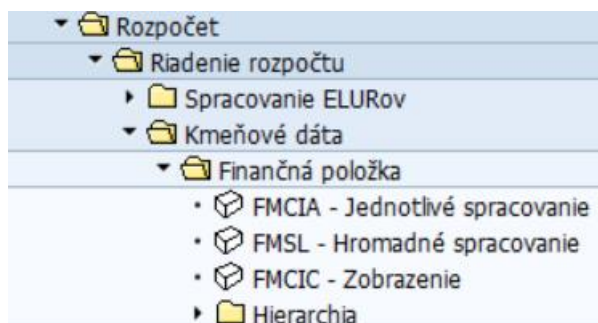 Rozpočet
Riadenie rozpočtu
Spracovanie ELURov
Kmeňové dáta
Finančná položka
FMCIA - Jednotlivé spracovanie
FMSL - Hromadné spracovanie
FMCIC - Zobrazenie
Hierarchia